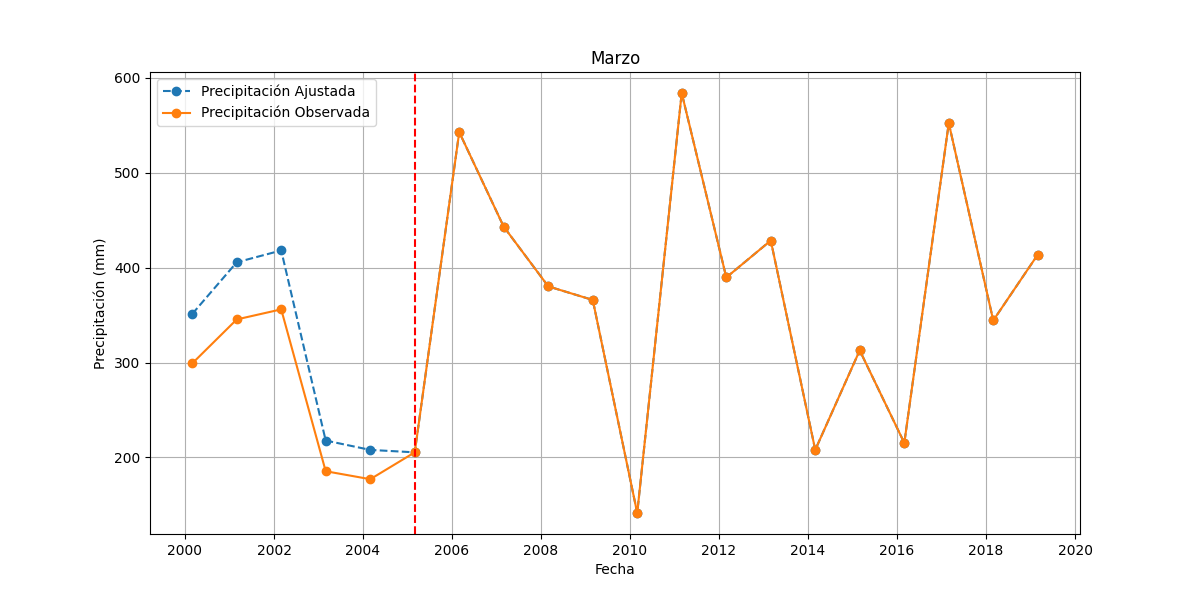 Marzo
Precipitación Ajustada
Precipitación Observada
Precipitación (mm)
600
500
400
300
200
2000 2002 2004 2006 2008 2010 2012 2014 2016 2018 2020
Fecha